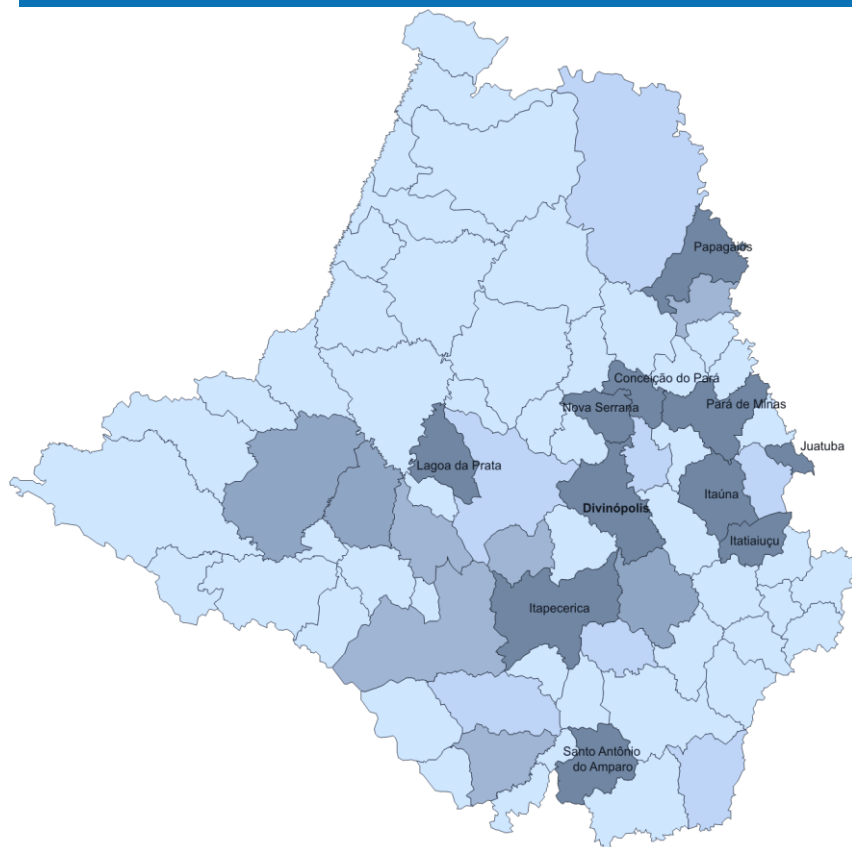 Papagaios
Conceição do Pará
Nova Serrana
Pará de Minas
Juatuba
Lagoa da Prata
Itaúna
Divinópolis
Itatiaiuçu
Itapecerica
Santo Antônio
do Amparo